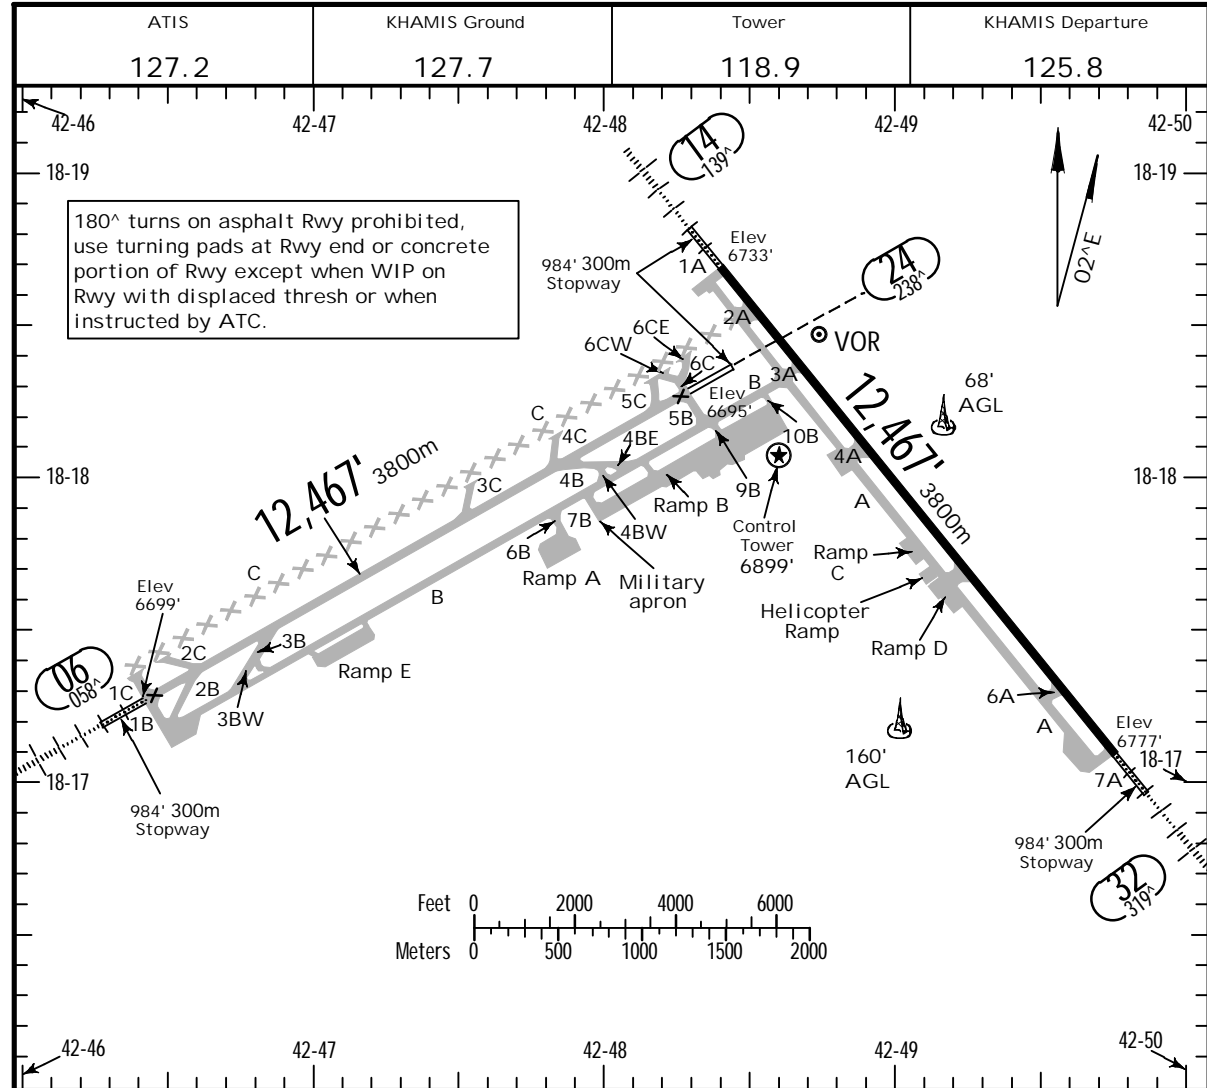 ATIS
127.2
KHAMIS Ground
127.7
Tower
118.9
KHAMIS Departure
125.8
42-46
42-47
42-48
42-49
42-50
18-19
18-19
14
139^
180^ turns on asphalt Rwy prohibited,
use turning pads at Rwy end or concrete
portion of Rwy except when WIP on
Rwy with displaced thresh or when
instructed by ATC.
02^E
Elev
6733'
984' 300m
Stopway
1A
24
238^
2A
VOR
6CE
6CW
6C
3A
B
5C
Elev
6695'
5B
68'
AGL
12,467'
3800m
C
4C
4BE
10B
4A
18-18
18-18
12,467' 3800m
3C
4B
Ramp B
9B
A
7B
4BW
6B
Control
Tower
6899'
Ramp
C
Ramp A
Military
apron
C
Elev
6699'
B
Helicopter
Ramp
Ramp D
3B
2C
Ramp E
06
058^
1C
2B
3BW
1B
6A
A
Elev
6777'
160'
AGL
18-17
18-17
7A
984' 300m
Stopway
984' 300m
Stopway
32
319^
Feet 0 2000 4000 6000
Meters 0 500 1000 1500 2000
42-46
42-47
42-48
42-49
42-50